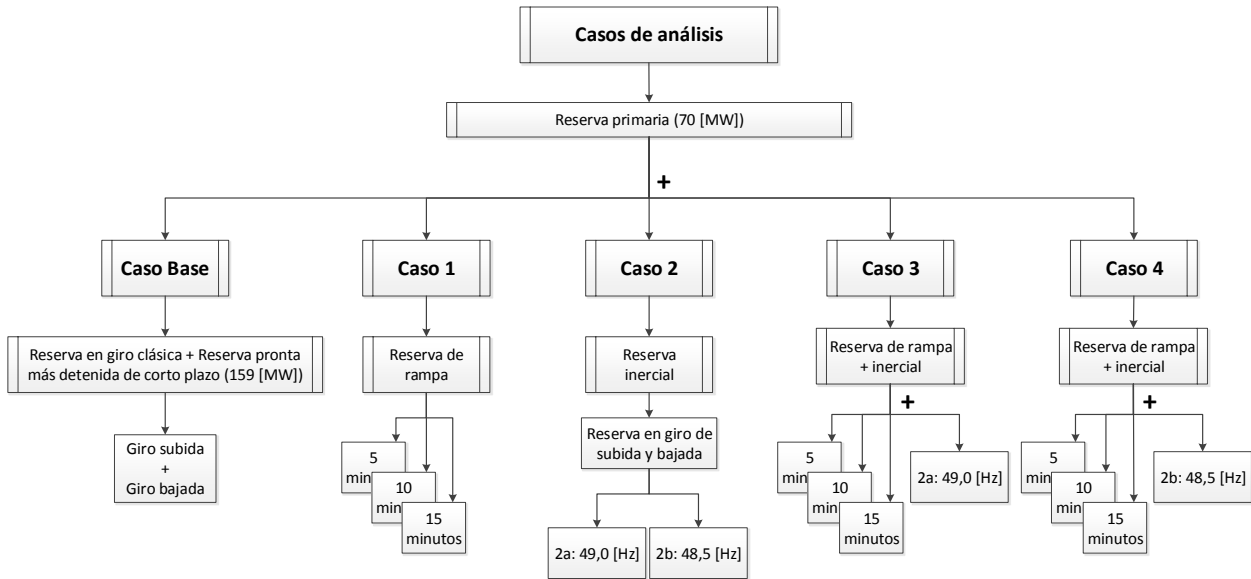 Casos de análisis
Reserva primaria (70 [MW])
+
Caso Base
Caso 1
Caso 2
Caso 3
Caso 4
Reserva en giro clásica + Reserva pronta
más detenida de corto plazo (159 [MW])
Reserva de
rampa
Reserva
inercial
Reserva de rampa
+ inercial
Reserva de rampa
+ inercial
Giro subida
+
Giro bajada
5
10
15
minutos
Reserva en giro de
subida y bajada
2a: 49,0 [Hz]
2b: 48,5 [Hz]
+
5
10
15
minutos
2a: 49,0 [Hz]
+
5
10
15
minutos
2b: 48,5 [Hz]